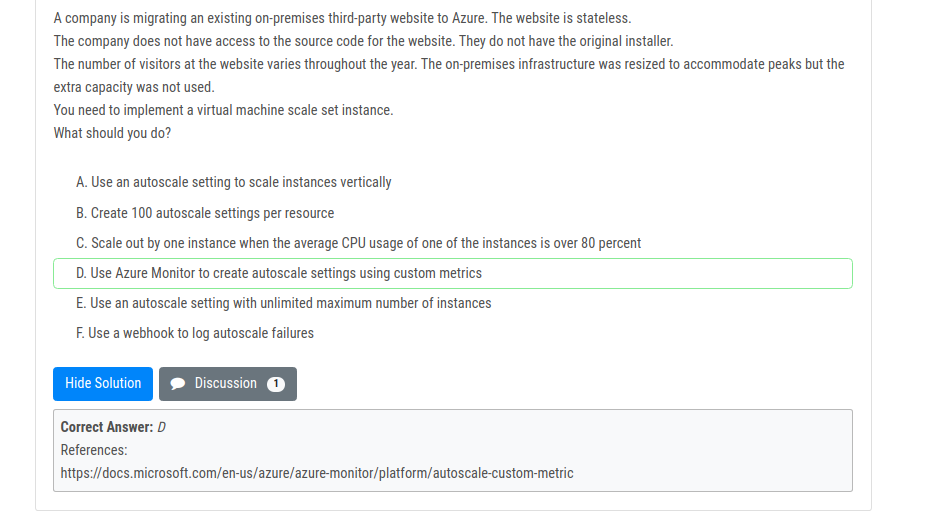 A company is migrating an existing on-premises third-party website to Azure. The website is stateless.
The company does not have access to the source code for the website. They do not have the original installer.
The number of visitors at the website varies throughout the year. The on-premises infrastructure was resized to accommodate peaks but the
extra capacity was not used.
You need to implement a virtual machine scale set instance.
What should you do?
A. Use an autoscale setting to scale instances vertically
B. Create 100 autoscale settings per resource
C. Scale out by one instance when the average CPU usage of one of the instances is over 80 percent
D. Use Azure Monitor to create autoscale settings using custom metrics
E. Use an autoscale setting with unlimited maximum number of instances
F. Use a webhook to log autoscale failures
Hide Solution Discussion 1
Correct Answer: D
References:
https://docs.microsoft.com/en-us/azure/azure-monitor/platform/autoscale-custom-metric